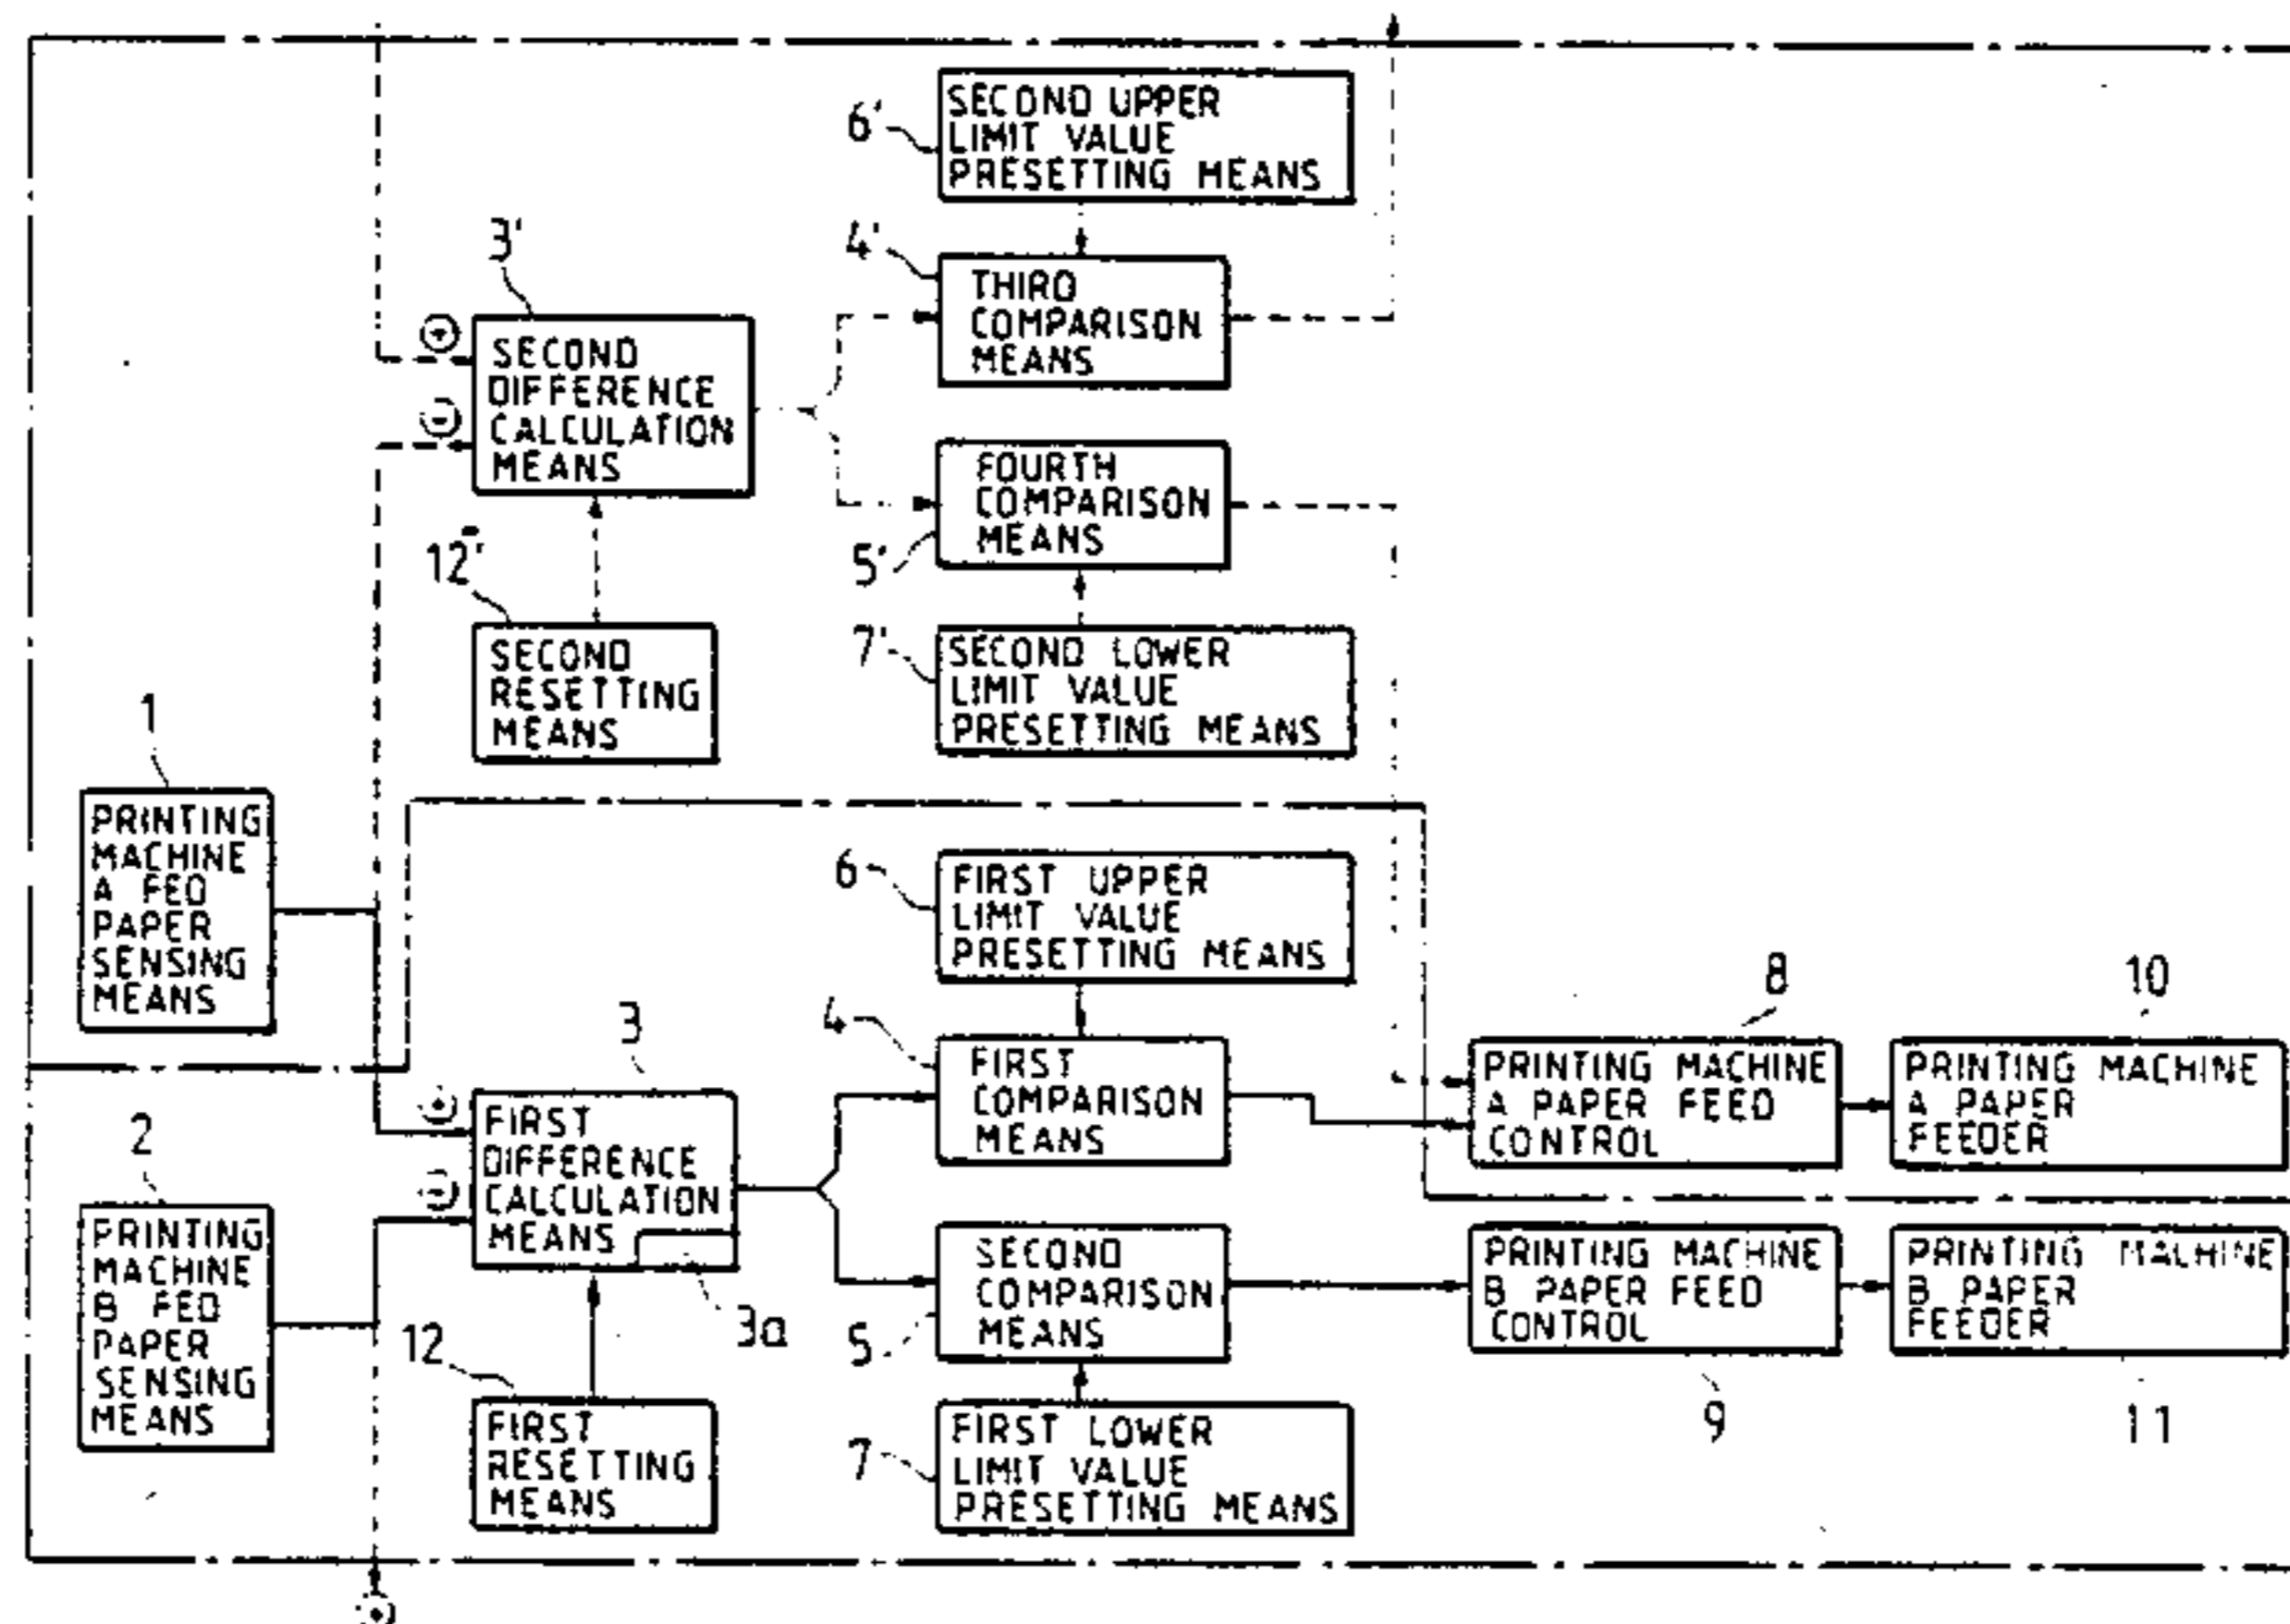 6'
SECOND UPPER
LIMIT VALUE
PRESETTING MEANS
3'
4'
THIRD
COMPARISON
MEANS
SECOND
DIFFERENCE
CALCULATION
MEANS
FOURTH
COMPARISON
MEANS
5'
12'
SECOND
RESETTING
MEANS
7'
SECOND LOWER
LIMIT VALUE
PRESETTING MEANS
1
PRINTING
MACHINE
A FED
PAPER
SENSING
MEANS
6
FIRST UPPER
LIMIT VALUE
PRESETTING MEANS
3
4
FIRST
COMPARISON
MEANS
8
PRINTING MACHINE
A PAPER FEED
CONTROL
10
PRINTING MACHINE
A PAPER
FEEDER
2
PRINTING
MACHINE
B FED
PAPER
SENSING
MEANS
FIRST
DIFFERENCE
CALCULATION
MEANS
3a
5
SECOND
COMPARISON
MEANS
PRINTING MACHINE
B PAPER FEED
CONTROL
9
PRINTING MACHINE
B PAPER
FEEDER
11
12
FIRST
RESETTING
MEANS
7
FIRST LOWER
LIMIT VALUE
PRESETTING MEANS